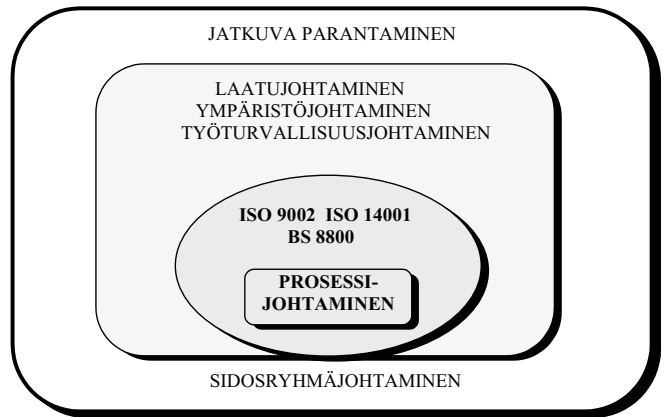 JATKUVA PARANTAMINEN
LAATUJOHTAMINEN
YMPÄRISTÖJOHTAMINEN
TYÖTURVALLISUUSJOHTAMINEN
ISO 9002 ISO 14001
BS 8800
PROSESSI-
JOHTAMINEN
SIDOSRYHMÄJOHTAMINEN